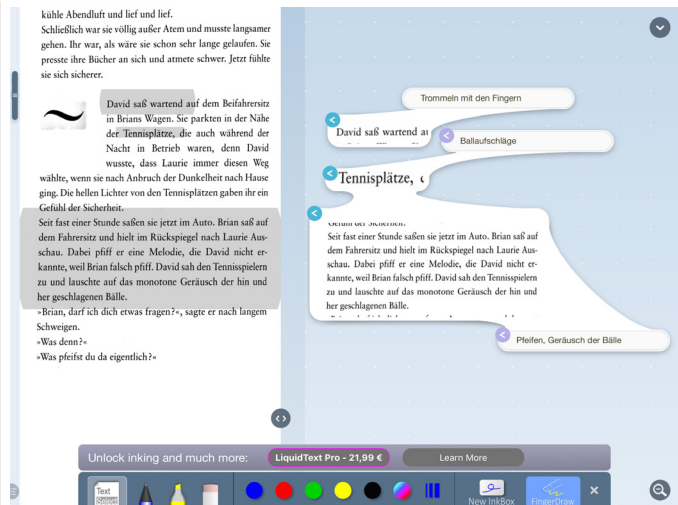 kühle Abendluft und lief und lief.
Schließlich war sie völlig außer Atem und musste langsamer
gehen. Ihr war, als wäre sie schon sehr lange gelaufen. Sie
presste ihre Bücher an sich und atmete schwer. Jetzt fühlte
sie sich sicherer.
David saß wartend auf dem Beifahrersitz
in Brians Wagen. Sie parkten in der Nähe
der Tennisplätze, die auch während der
Nacht in Betrieb waren, denn David
wusste, dass Laurie immer diesen Weg
wählte, wenn sie nach Anbruch der Dunkelheit nach Hause
ging. Die hellen Lichter von den Tennisplätzen gaben ihr ein
Gefühl der Sicherheit.
Seit fast einer Stunde saßen sie jetzt im Auto. Brian saß auf
dem Fahrersitz und hielt im Rückspiegel nach Laurie Aus-
schau. Dabei pfiff er eine Melodie, die David nicht er-
kannte, weil Brian falsch pfiff. David sah den Tennisspielern
zu und lauschte auf das monotone Geräusch der hin und
her geschlagenen Bälle.
»Brian, darf ich dich etwas fragen?«, sagte er nach langem
Schweigen.
»Was denn?«
»Was pfeifst du da eigentlich?«
Trommeln mit den Fingern
David saß wartend
Ballaufschläge
Tennisplätze,
Gefühl der Sicherheit.
Seit fast einer Stunde saßen sie jetzt im Auto. Brian saß auf
dem Fahrersitz und hielt im Rückspiegel nach Laurie Aus-
schau. Dabei pfiff er eine Melodie, die David nicht er-
kannte, weil Brian falsch pfiff. David sah den Tennisspielern
zu und lauschte auf das monotone Geräusch der hin und
her geschlagenen Bälle.
Pfeifen, Geräusch der Bälle
Unlock inking and much more:
LiquidText Pro - 21,99 €
Learn More
Text
Select
New InkBox
FingerDraw